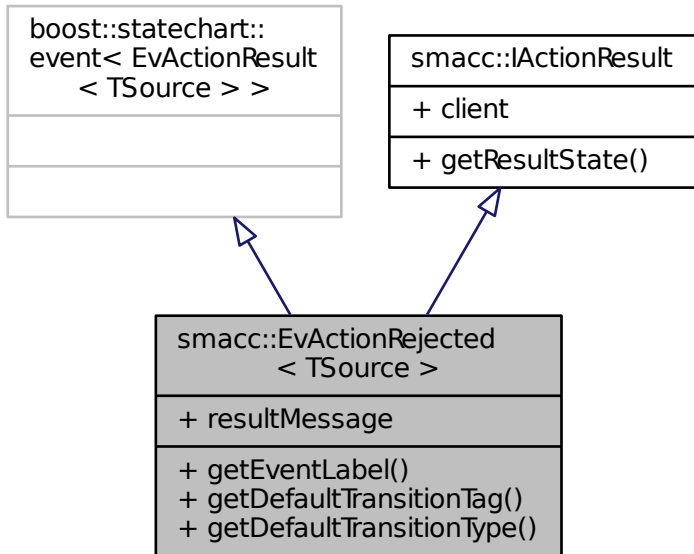 boost::statechart::
event< EvActionResult
< TSource > >
smacc::IActionResult
+ client
+ getResultState()
smacc::EvActionRejected
< TSource >
+ resultMessage
+ getEventLabel()
+ getDefaultTransitionTag()
+ getDefaultTransitionType()